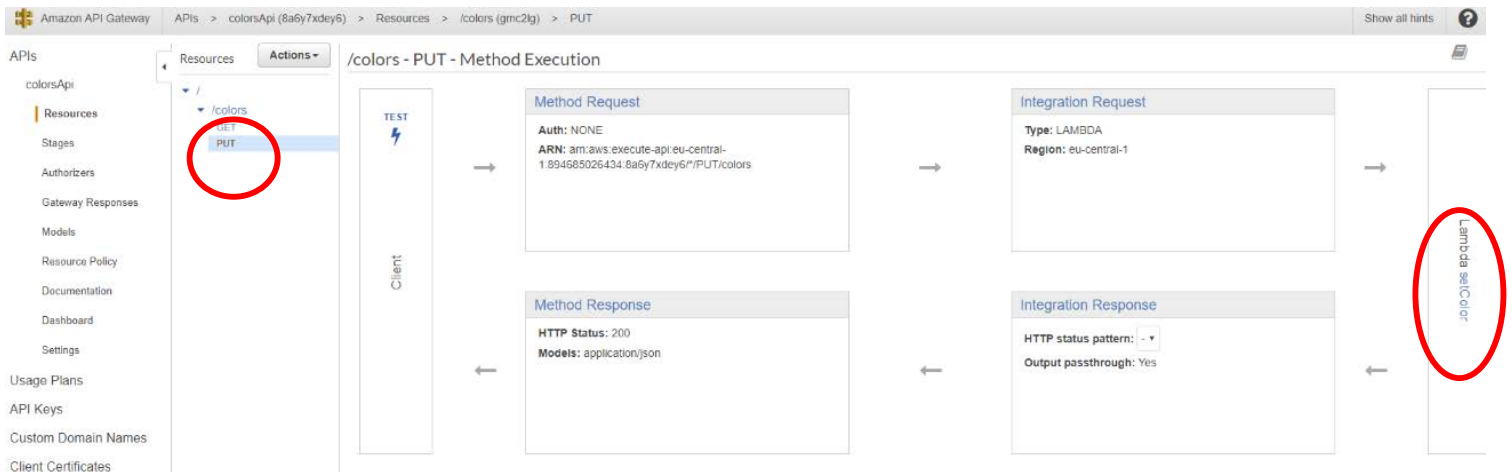 Amazon API Gateway APIs > colorsApi (8a6y7xdey6) > Resources > /colors (gmc2lg) > PUT Show all hints ?
APIs
colorsApi
Resources
Stages
Authorizers
Gateway Responses
Models
Resource Policy
Documentation
Dashboard
Settings
Usage Plans
API Keys
Custom Domain Names
Client Certificates
Resources Actions
/
/colors
GET
PUT
/colors - PUT - Method Execution
TEST
Client
Method Request
Auth: NONE
ARN: arn:aws:execute-api:eu-central-
1:894685026434:8a6y7xdey6/*/PUT/colors
Integration Request
Type: LAMBDA
Region: eu-central-1
Lambda setColor
Method Response
HTTP Status: 200
Models: application/json
Integration Response
HTTP status pattern: -
Output passthrough: Yes